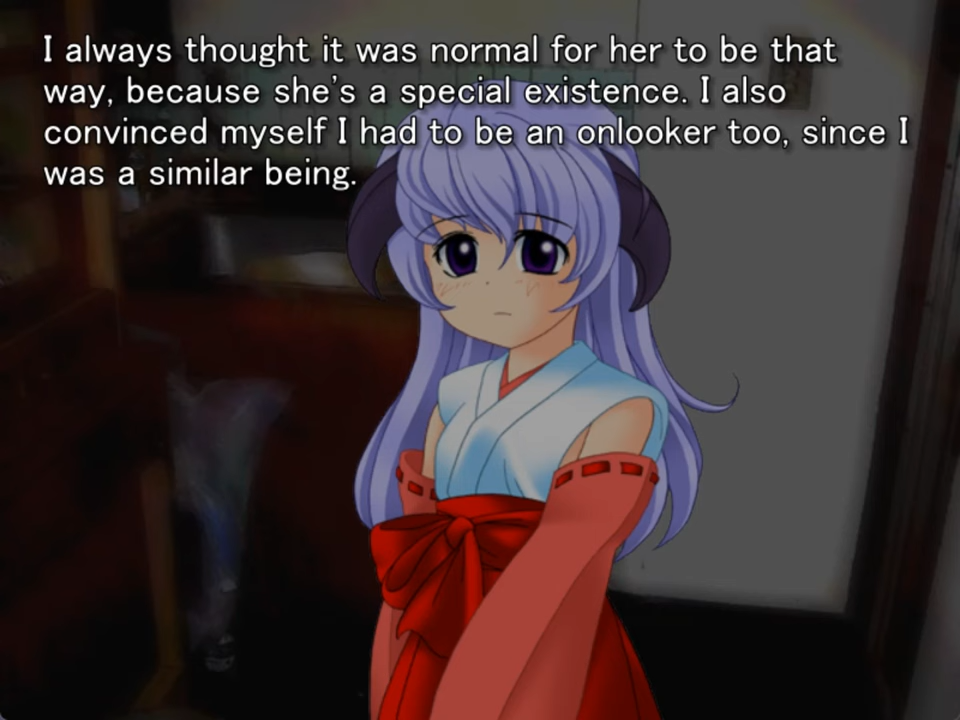 I always thought it was normal for her to be that
way, because she's a special existence. I also
convinced myself I had to be an onlooker too, since I
was a similar being.